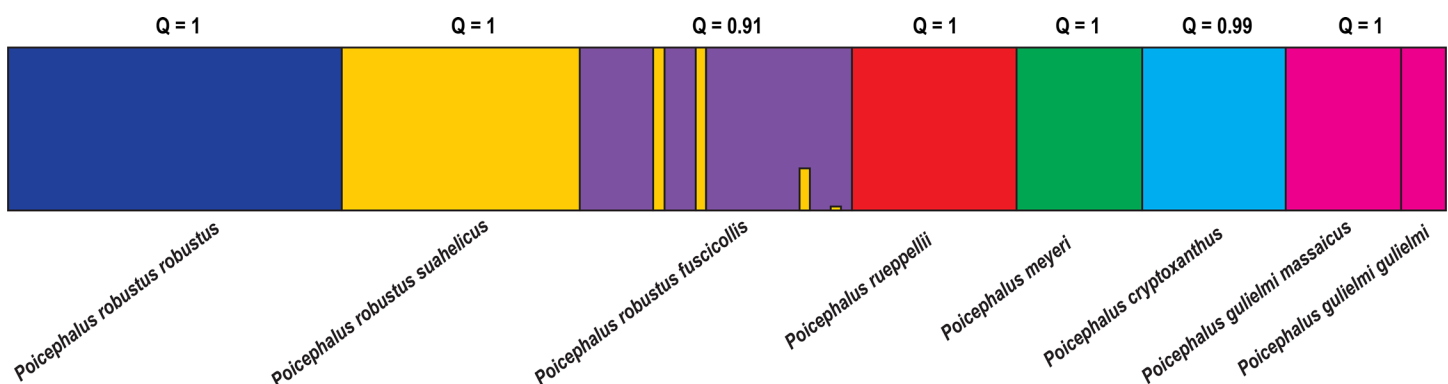 Q = 1
Q = 1
Q = 0.91
Q = 1
Q = 1
Q = 0.99
Q = 1
Poicephalus robustus robustus
Poicephalus robustus suahelicus
Poicephalus robustus fuscicollis
Poicephalus rueppellii
Poicephalus meyeri
Poicephalus cryptoxanthus
Poicephalus gulielmi massaicus
Poicephalus gulielmi gulielmi